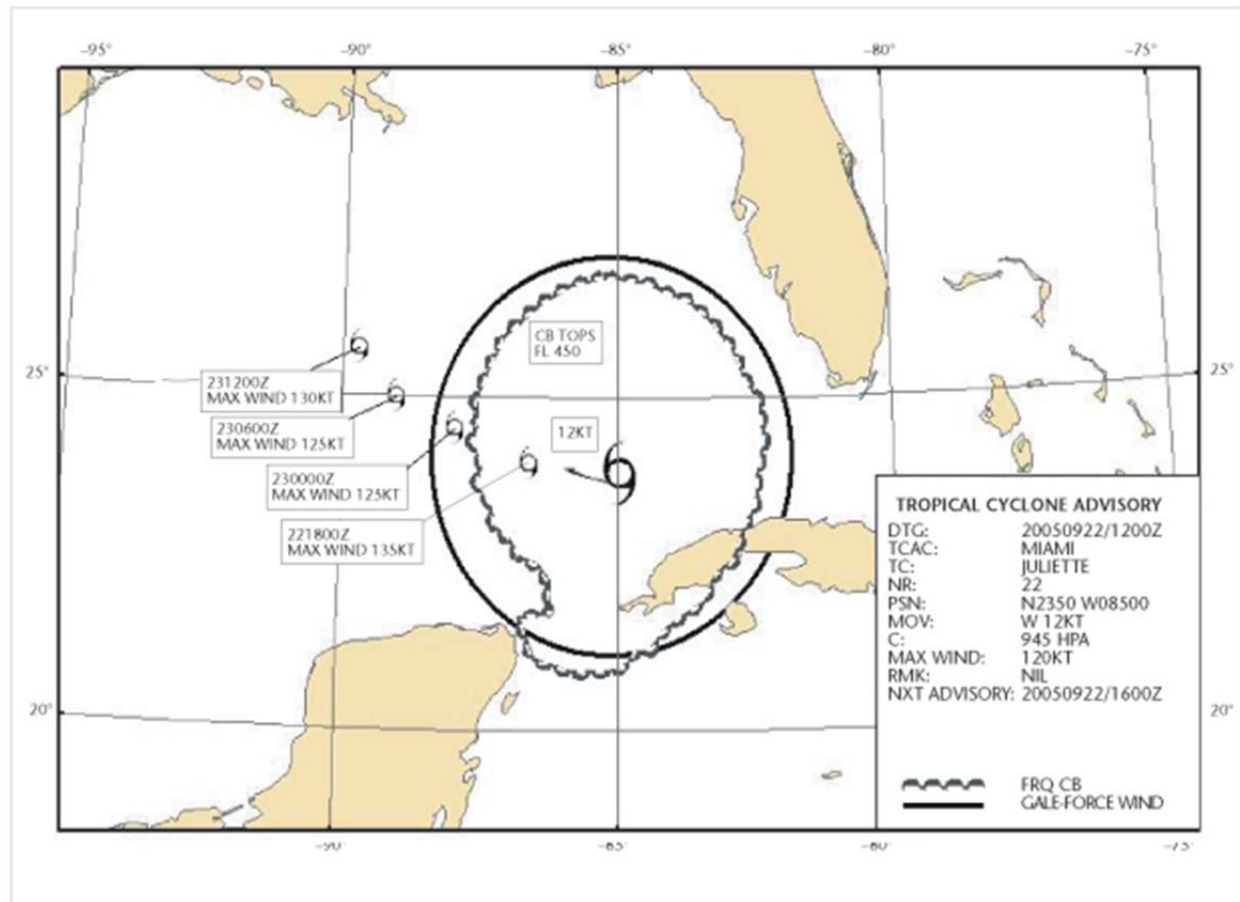 -95° -90° -85° -80° -75°
CB TOPS
FL 450
25° 25°
231200Z
MAX WIND 130KT
230600Z
MAX WIND 125KT
12KT
230000Z
MAX WIND 125KT
221800Z
MAX WIND 135KT
TROPICAL CYCLONE ADVISORY
DTG: 20050922/1200Z
TCAC: MIAMI
TC: JULIETTE
NR: 22
PSN: N2350 W08500
MOV: W 12KT
C: 945 HPA
MAX WIND: 120KT
RMK: NIL
NXT ADVISORY: 20050922/1600Z
20° 20°
FRQ CB
GALE-FORCE WIND
-90° -85° -80° -75°